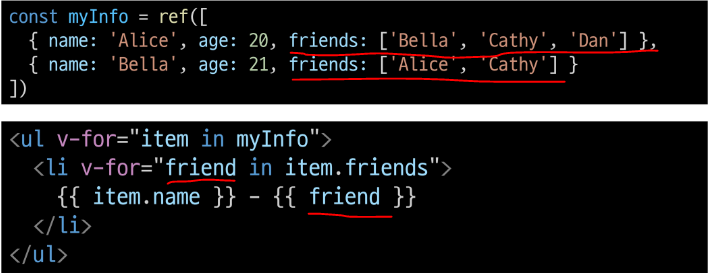 const myInfo = ref([
  { name: 'Alice', age: 20, friends: ['Bella', 'Cathy', 'Dan'] },
  { name: 'Bella', age: 21, friends: ['Alice', 'Cathy'] }
])
<ul v-for="item in myInfo">
  <li v-for="friend in item.friends">
    {{ item.name }} - {{ friend }}
  </li>
</ul>